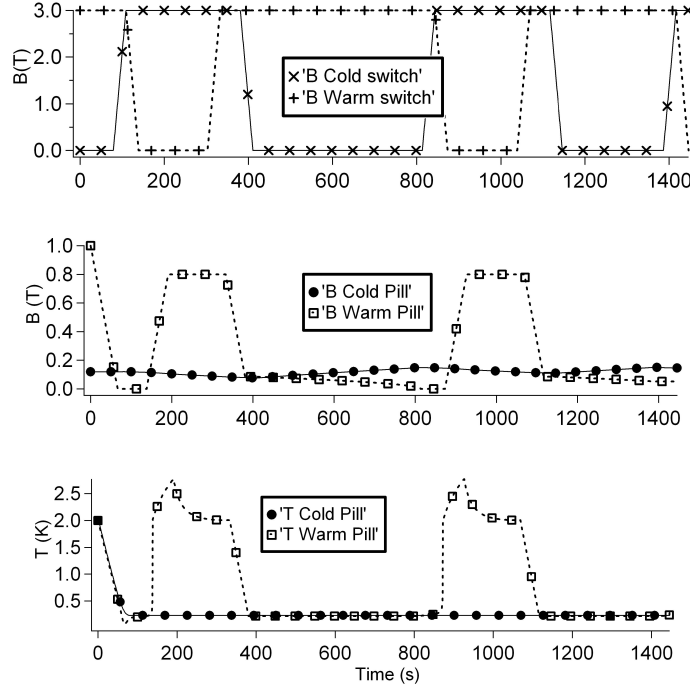 3.0
2.0
1.0
0.0
B(T)
'B Cold switch'
'B Warm switch'
0 200 400 600 800 1000 1200 1400
1.0
0.8
0.6
0.4
0.2
0.0
B (T)
'B Cold Pill'
'B Warm Pill'
0 200 400 600 800 1000 1200 1400
2.5
2.0
1.5
1.0
0.5
T (K)
'T Cold Pill'
'T Warm Pill'
0 200 400 600 800 1000 1200 1400
Time (s)